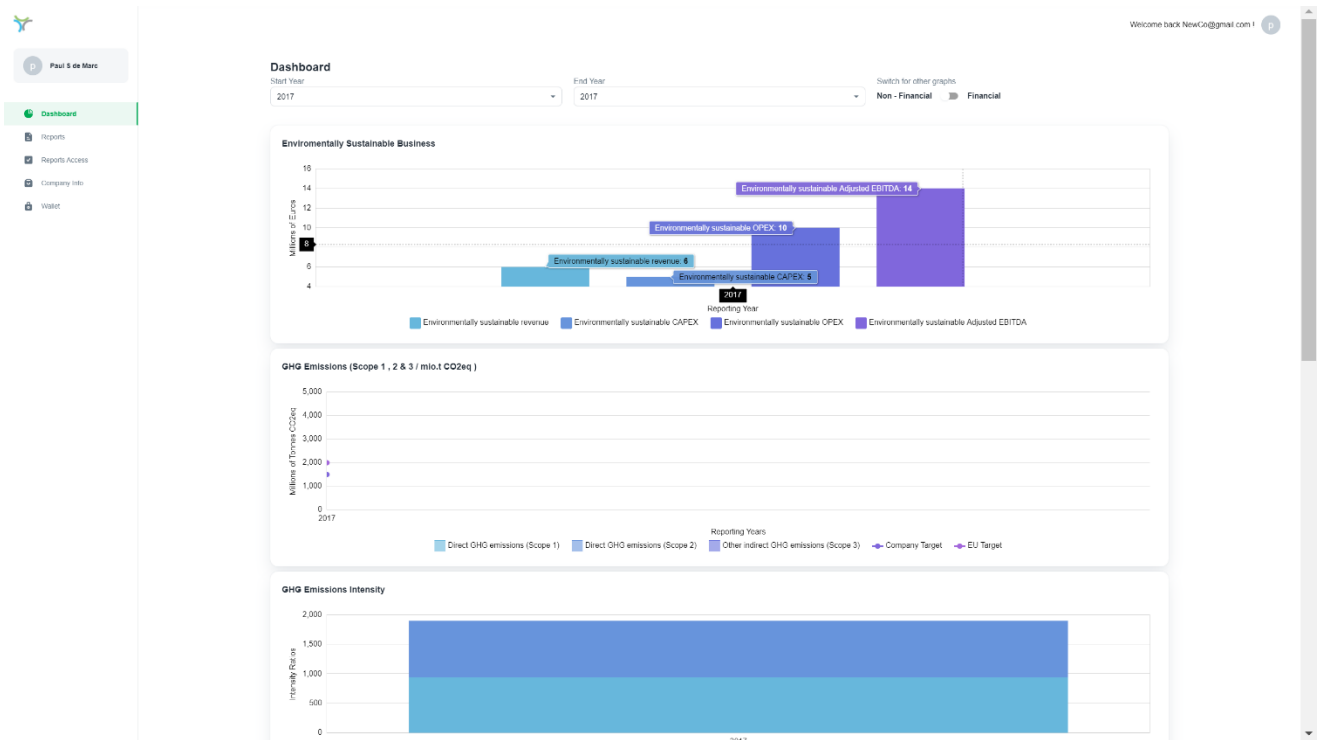 Welcome back NewCo@gmail.com !
p
p
Paul S de Marc
Dashboard
Reports
Reports Access
Company Info
Wallet
Dashboard
Start Year
2017
End Year
2017
Switch for other graphs
Non - Financial
Financial
Enviromentally Sustainable Business
Millions of Euros
16
14
12
10
8
6
4
Environmentally sustainable Adjusted EBITDA: 14
Environmentally sustainable OPEX: 10
Environmentally sustainable revenue: 6
Environmentally sustainable CAPEX: 5
2017
Reporting Year
Environmentally sustainable revenue
Environmentally sustainable CAPEX
Environmentally sustainable OPEX
Environmentally sustainable Adjusted EBITDA
GHG Emissions (Scope 1 , 2 & 3 / mio.t CO2eq )
Millions of Tonnes CO2eq
5,000
4,000
3,000
2,000
1,000
0
2017
Reporting Years
Direct GHG emissions (Scope 1)
Direct GHG emissions (Scope 2)
Other indirect GHG emissions (Scope 3)
Company Target
EU Target
GHG Emissions Intensity
Intensity Ratios
2,000
1,500
1,000
500
0
2017